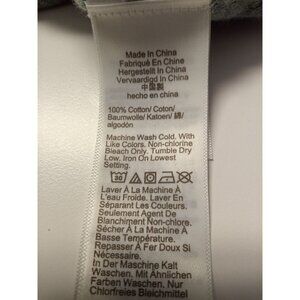 Made In China
Fabriqué En Chine
Hergestellt In China
Vervaardigd In China
中国製
hecho en china
100% Cotton/ Coton/
Baumwolle/ Katoen/ 綿/
algodón
Machine Wash Cold. With
Like Colors. Non-chlorine
Bleach Only. Tumble Dry
Low. Iron On Lowest
Setting.
30
Laver À La Machine À
L'eau Froide. Laver En
Séparant Les Couleurs.
Seulement Agent De
Blanchiment Non-Chlore.
Sécher À La Machine À
Basse Température.
Repasser À Fer Doux Si
Nécessaire.
In Der Maschine Kalt
Waschen. Mit Ähnlichen
Farben Waschen. Nur
Chlorfreies Bleichmittel